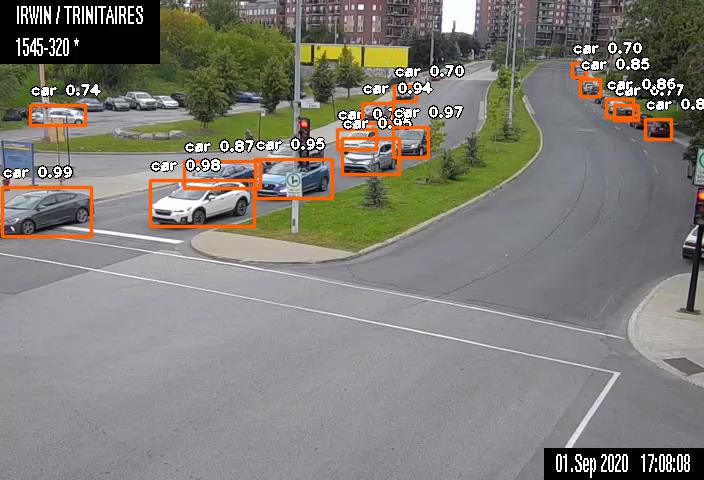 IRWIN / TRINITAIRES
1545-320 *
car 0.70
car 0.85
car 0.70
car 0.86
car 0.94
car 0.74
car 0.97
car 0.87
car 0.95
car 0.98
car 0.99
01.Sep 2020 17:08:08